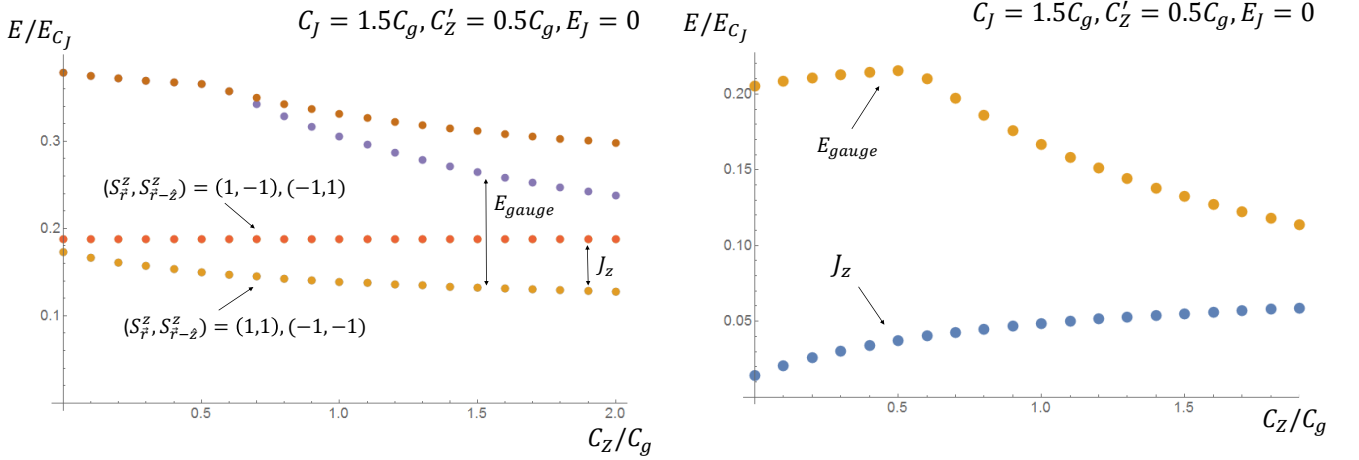 C_J = 1.5C_g, C'_Z = 0.5C_g, E_J = 0
E/E_{C_J}
0.3
0.2
0.1
(S^z_{\vec{r}}, S^z_{\vec{r}-\hat{z}}) = (1, −1), (−1,1)
E_{gauge}
J_z
(S^z_{\vec{r}}, S^z_{\vec{r}-\hat{z}}) = (1,1), (−1, −1)
0.5
1.0
1.5
2.0
C_Z/C_g
C_J = 1.5C_g, C'_Z = 0.5C_g, E_J = 0
E/E_{C_J}
0.20
0.15
0.10
0.05
E_{gauge}
J_z
0.5
1.0
1.5
C_Z/C_g